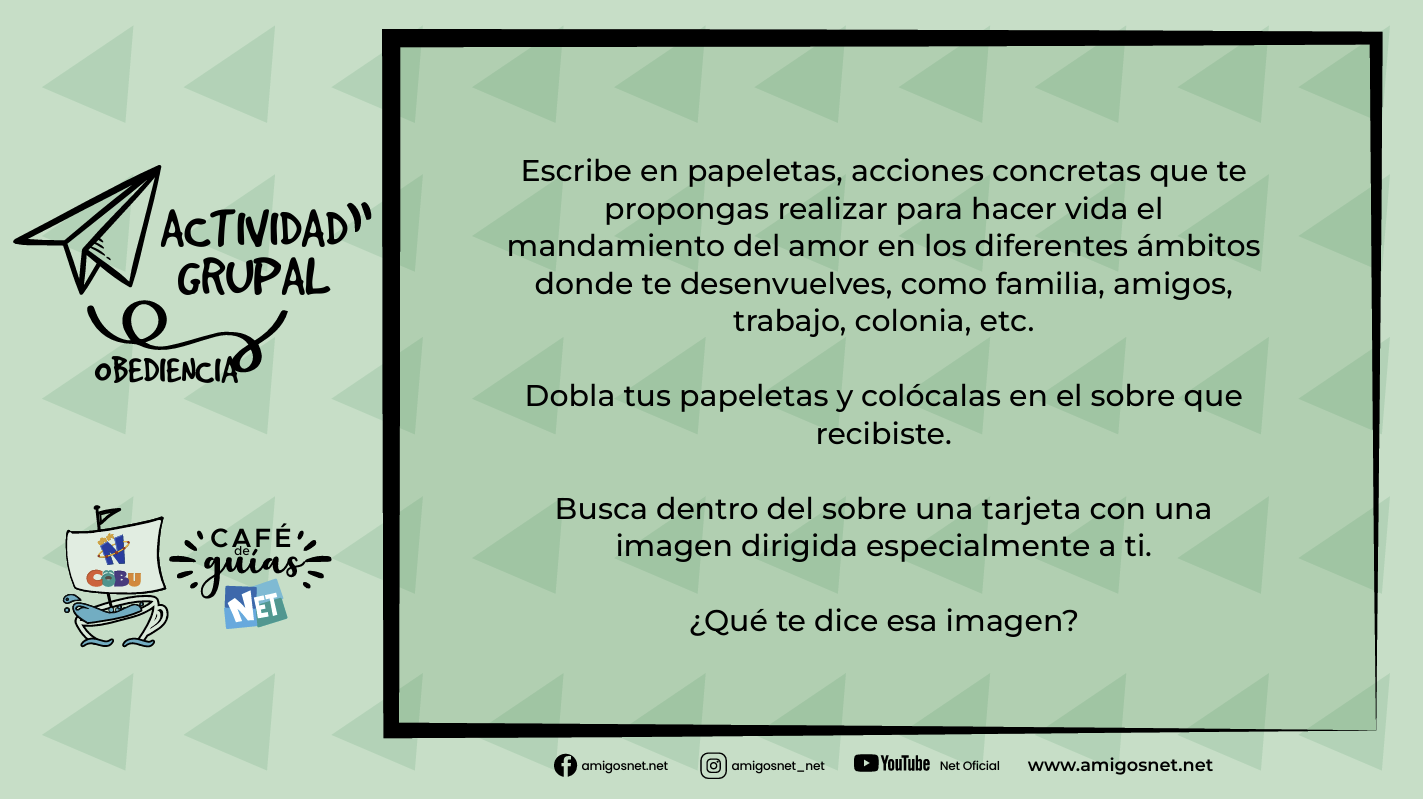 ACTIVIDAD
GRUPAL
OBEDIENCIA
Escribe en papeletas, acciones concretas que te
propongas realizar para hacer vida el
mandamiento del amor en los diferentes ámbitos
donde te desenvuelves, como familia, amigos,
trabajo, colonia, etc.
Dobla tus papeletas y colócalas en el sobre que
recibiste.
Busca dentro del sobre una tarjeta con una
imagen dirigida especialmente a ti.
¿Qué te dice esa imagen?
N
COBU
CAFÉ
de
guías
NET
amigosnet.net
amigosnet_net
YouTube Net Oficial
www.amigosnet.net